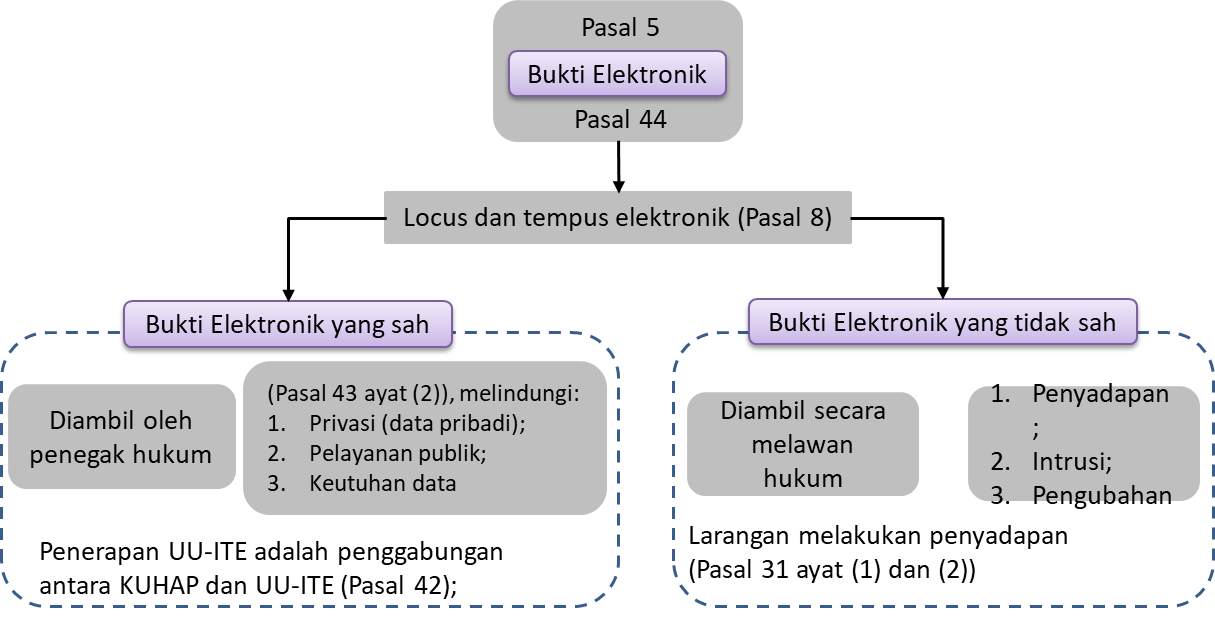 Pasal 5
Bukti Elektronik
Pasal 44
Locus dan tempus elektronik (Pasal 8)
Bukti Elektronik yang sah
Diambil oleh
penegak hukum
(Pasal 43 ayat (2)), melindungi:
1. Privasi (data pribadi);
2. Pelayanan publik;
3. Keutuhan data
Penerapan UU-ITE adalah penggabungan
antara KUHAP dan UU-ITE (Pasal 42);
Bukti Elektronik yang tidak sah
Diambil secara
melawan
hukum
1. Penyadapan
;
2. Intrusi;
3. Pengubahan
Larangan melakukan penyadapan
(Pasal 31 ayat (1) dan (2))